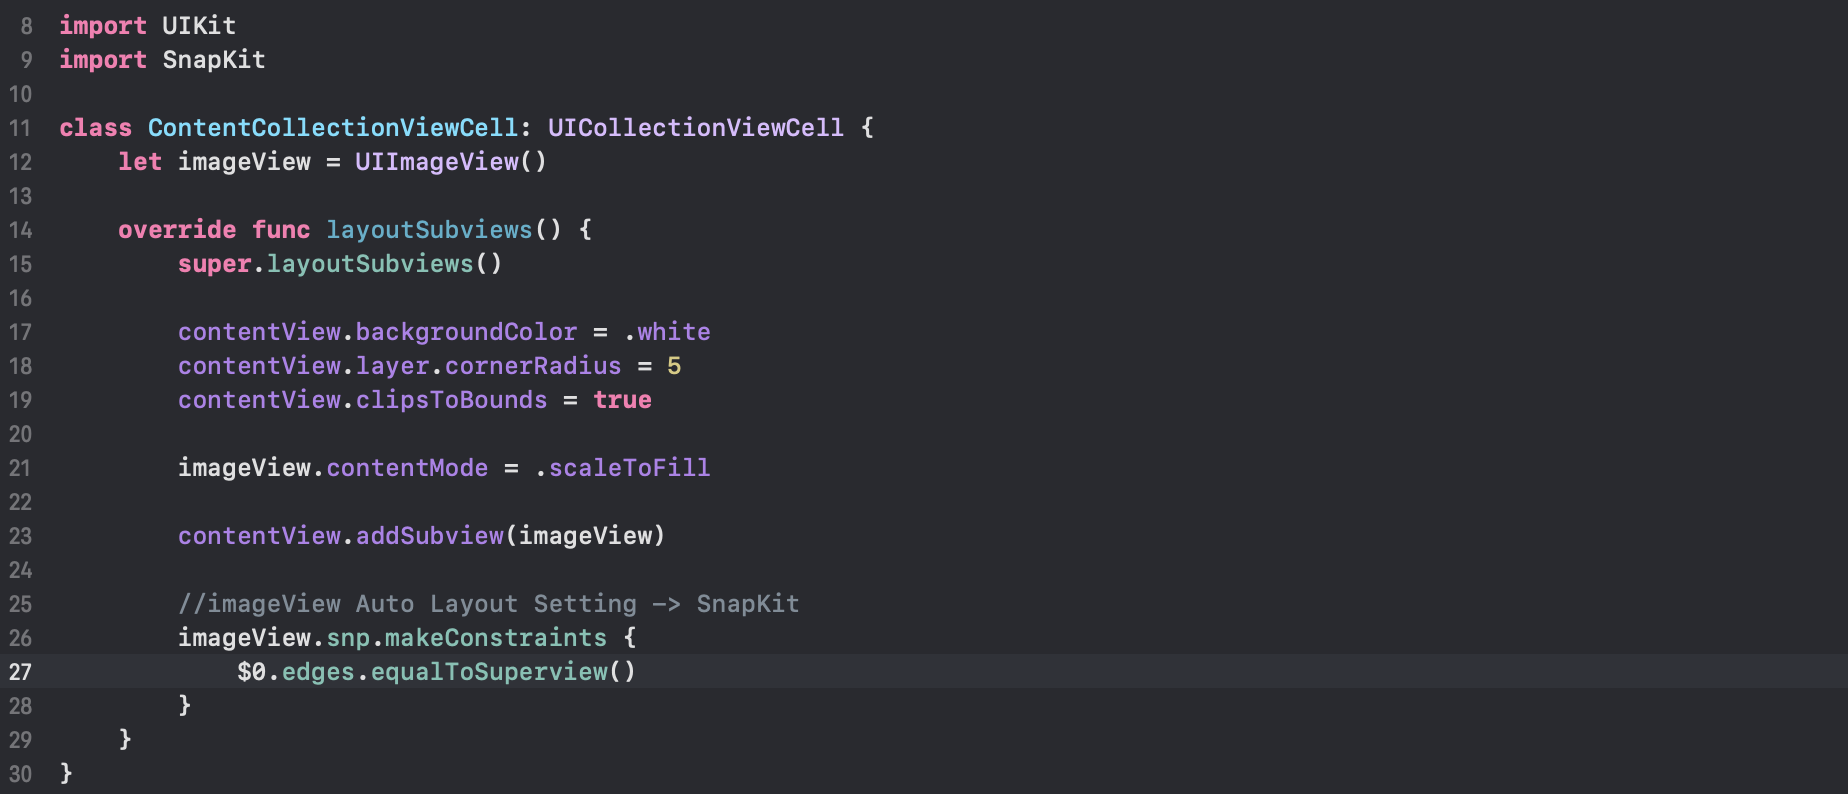 8 import UIKit
9 import SnapKit
10
11 class ContentCollectionViewCell: UICollectionViewCell {
12     let imageView = UIImageView()
13
14     override func layoutSubviews() {
15         super.layoutSubviews()
16
17         contentView.backgroundColor = .white
18         contentView.layer.cornerRadius = 5
19         contentView.clipsToBounds = true
20
21         imageView.contentMode = .scaleToFill
22
23         contentView.addSubview(imageView)
24
25         //imageView Auto Layout Setting -> SnapKit
26         imageView.snp.makeConstraints {
27             $0.edges.equalToSuperview()
28         }
29     }
30 }